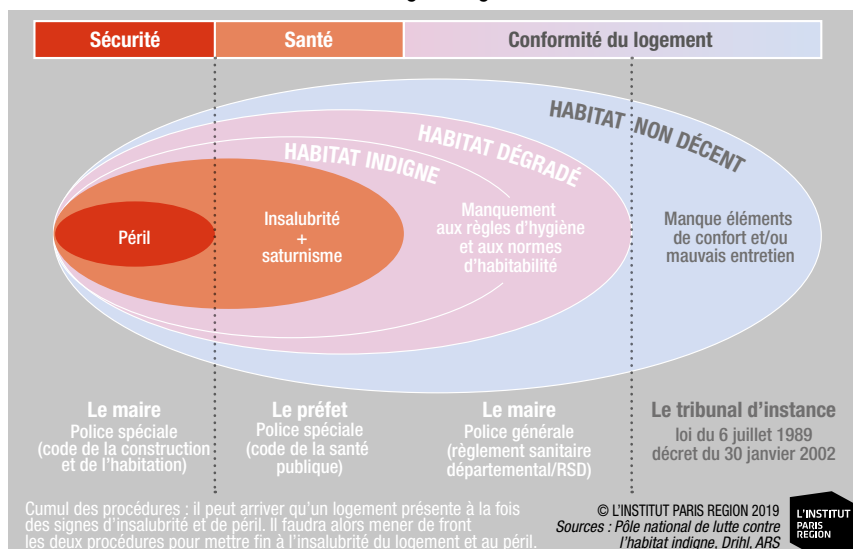 Sécurité
Santé
Conformité du logement
HABITAT NON DÉCENT
HABITAT DÉGRADÉ
HABITAT INDIGNE
Péril
Insalubrité
+
saturnisme
Manquement
aux règles d'hygiène
et aux normes
d'habitabilité
Manque éléments
de confort et/ou
mauvais entretien
Le maire
Police spéciale
(code de la construction
et de l'habitation)
Le préfet
Police spéciale
(code de la santé
publique)
Le maire
Police générale
(règlement sanitaire
départemental/RSD)
Le tribunal d'instance
loi du 6 juillet 1989
décret du 30 janvier 2002
Cumul des procédures : il peut arriver qu'un logement présente à la fois
des signes d'insalubrité et de péril. Il faudra alors mener de front
les deux procédures pour mettre fin à l'insalubrité du logement et au péril.
© L'INSTITUT PARIS REGION 2019
Sources : Pôle national de lutte contre
l'habitat indigne, Drihl, ARS
L'INSTITUT
PARIS
REGION